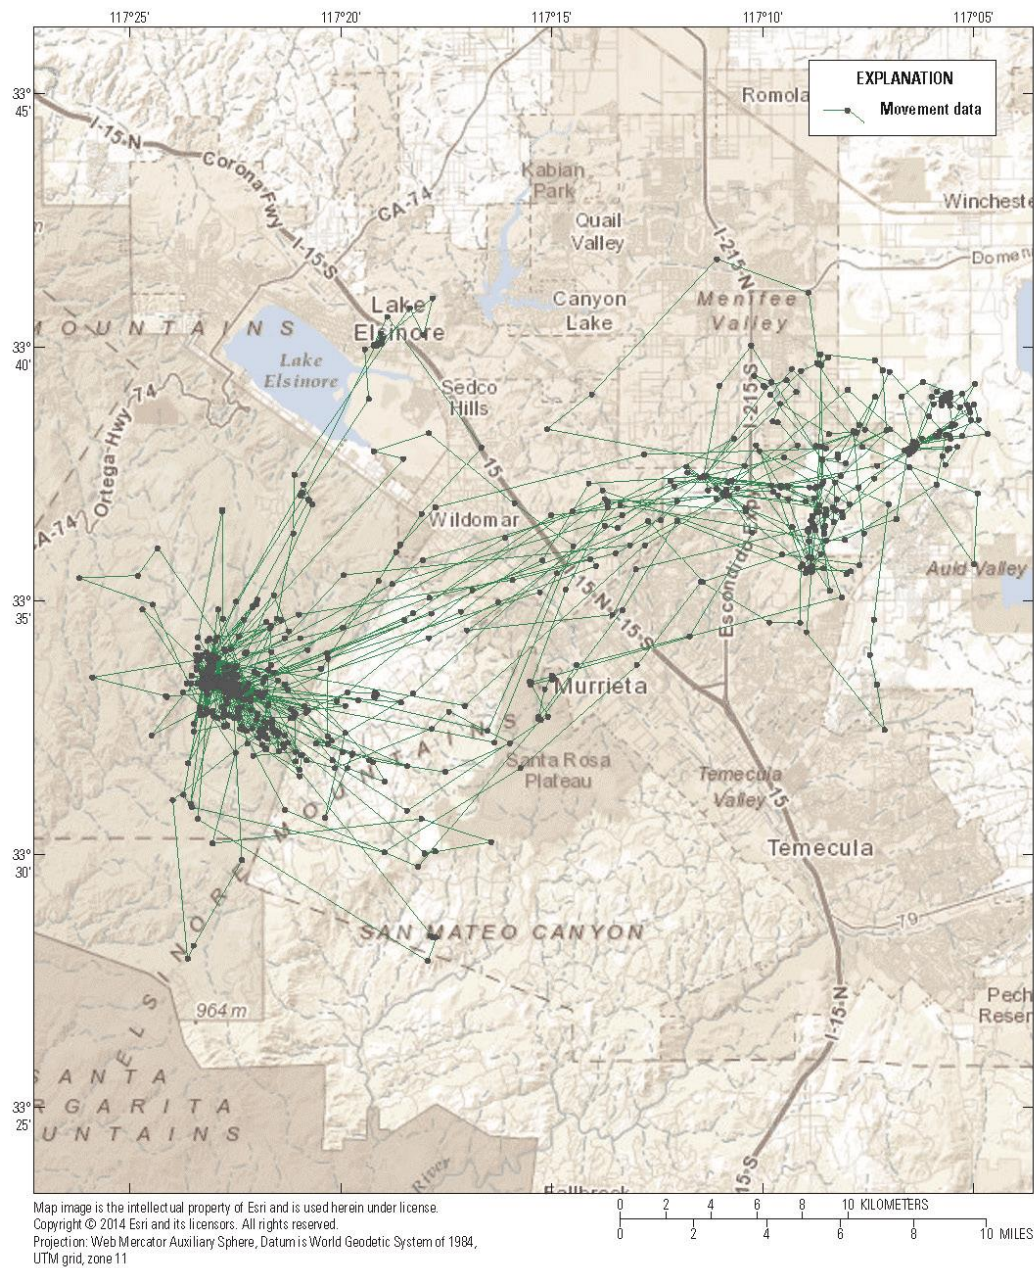 117°25' 117°20' 117°15' 117°10' 117°05'
33°
45'
EXPLANATION
Movement data
Romola
I-15-N
Corona Fwy
CA-74
Kabian
Park
Winchester
Quail
Valley
I-15-S
I-215-N
Domen
Canyon
Lake
Menifee
Valley
Lake
Elsinore
MOUNTAINS
33°
40'
Lake
Elsinore
Sedco
Hills
I-215-S
Ortega Hwy 74
15
CA-74
Wildomar
Escondido
Auld Valley
33°
35'
15-N-I-15-S
Murrieta
MOUNTAINS
Santa Rosa
Plateau
Temecula
Valley
15
33°
30'
Temecula
ELSINORE
79
SAN MATEO CANYON
964 m
I-15-N
Pech
Reser
SANTA
RGARITA
UNTAINS
33°
25'
River
15-S
Fallbrook
Map image is the intellectual property of Esri and is used herein under license.
Copyright © 2014 Esri and its licensors. All rights reserved.
Projection: Web Mercator Auxiliary Sphere, Datum is World Geodetic System of 1984,
UTM grid, zone 11
0 2 4 6 8 10 KILOMETERS
0 2 4 6 8 10 MILES